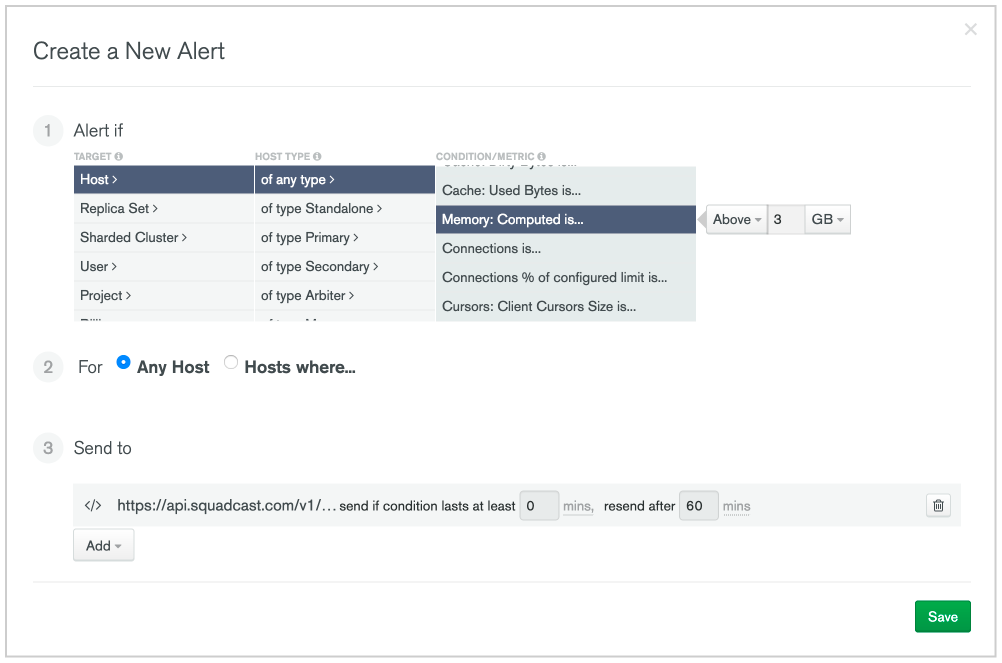 Create a New Alert
1 Alert if
TARGET HOST TYPE CONDITION/METRIC
Host > of any type >
Cache: Used Bytes is...
Replica Set > of type Standalone > Memory: Computed is... Above 3 GB
Sharded Cluster > of type Primary > Connections is...
User > of type Secondary > Connections % of configured limit is...
Project > of type Arbiter > Cursors: Client Cursors Size is...
2 For Any Host Hosts where...
3 Send to
</> https://api.squadcast.com/v1/... send if condition lasts at least 0 mins, resend after 60 mins
Add
Save